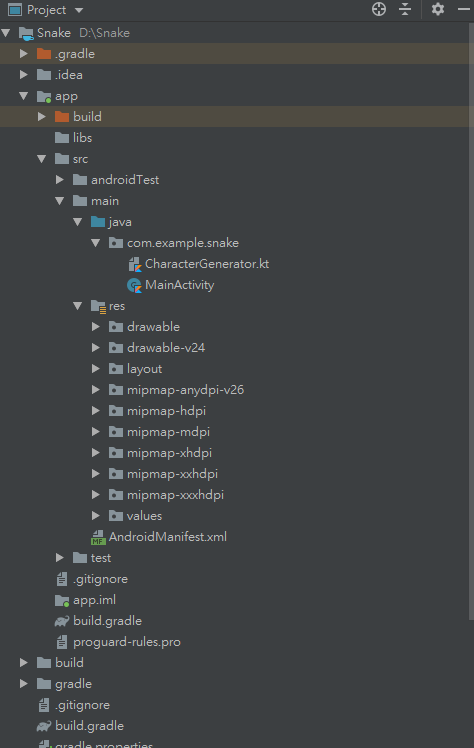 Project
Snake D:\Snake
.gradle
.idea
app
build
libs
src
androidTest
main
java
com.example.snake
CharacterGenerator.kt
MainActivity
res
drawable
drawable-v24
layout
mipmap-anydpi-v26
mipmap-hdpi
mipmap-mdpi
mipmap-xhdpi
mipmap-xxhdpi
mipmap-xxxhdpi
values
MF AndroidManifest.xml
test
.gitignore
app.iml
build.gradle
proguard-rules.pro
build
gradle
.gitignore
build.gradle
gradle.properties